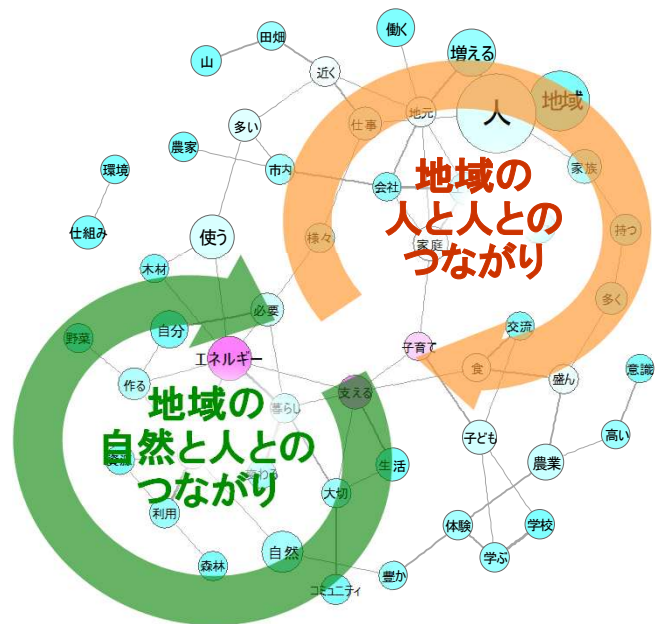 働く
田畑
増える
山
近く
地域
地元
人
仕事
多い
農家
市内
家族
環境
会社
地域の
人と人との
つながり
仕組み
様々
使う
家庭
持つ
木材
必要
多く
野菜
自分
交流
子育て
エネルギー
食
意識
作る
支える
盛ん
暮らし
地域の
自然と人との
つながり
子ども
高い
資源
変わる
生活
農業
大切
利用
体験
学校
自然
学ぶ
森林
豊か
コミュニティ